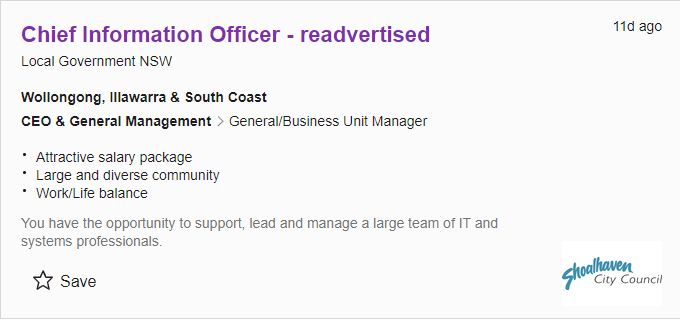 Chief Information Officer - readvertised
11d ago
Local Government NSW
Wollongong, Illawarra & South Coast
CEO & General Management > General/Business Unit Manager
• Attractive salary package
• Large and diverse community
• Work/Life balance
You have the opportunity to support, lead and manage a large team of IT and
systems professionals.
Save
Shoalhaven
City Council